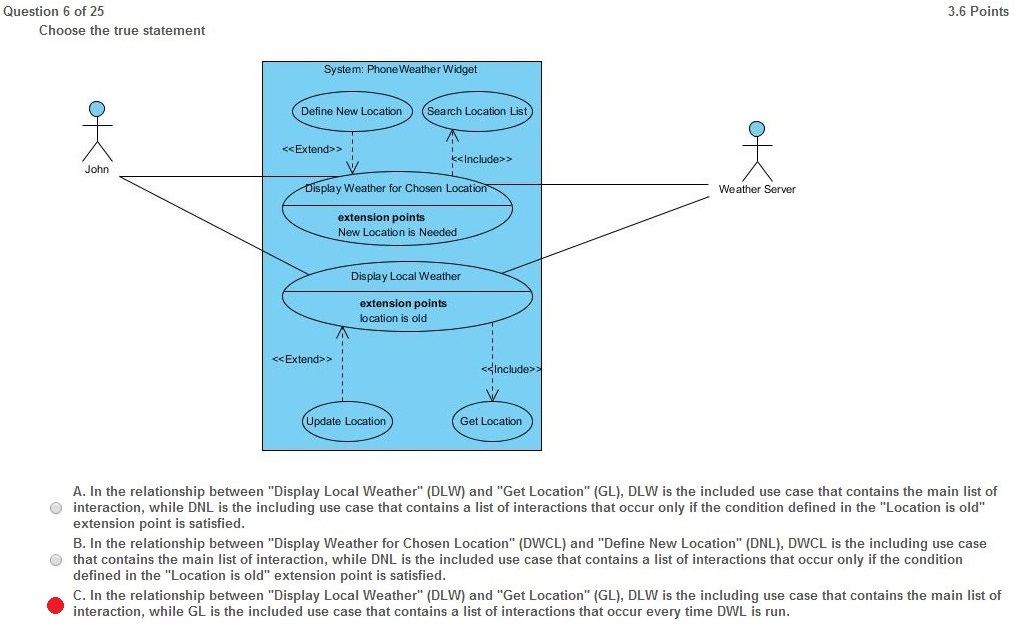 Question 6 of 25
3.6 Points
Choose the true statement
System: PhoneWeather Widget
Define New Location
Search Location List
<<Extend>>
<<Include>>
John
Weather Server
Display Weather for Chosen Location
extension points
New Location is Needed
Display Local Weather
extension points
location is old
<<Extend>>
<<Include>>
Update Location
Get Location
A. In the relationship between "Display Local Weather" (DLW) and "Get Location" (GL), DLW is the included use case that contains the main list of
interaction, while DNL is the including use case that contains a list of interactions that occur only if the condition defined in the "Location is old"
extension point is satisfied.
B. In the relationship between "Display Weather for Chosen Location" (DWCL) and "Define New Location" (DNL), DWCL is the including use case
that contains the main list of interaction, while DNL is the included use case that contains a list of interactions that occur only if the condition
defined in the "Location is old" extension point is satisfied.
C. In the relationship between "Display Local Weather" (DLW) and "Get Location" (GL), DLW is the including use case that contains the main list of
interaction, while GL is the included use case that contains a list of interactions that occur every time DWL is run.